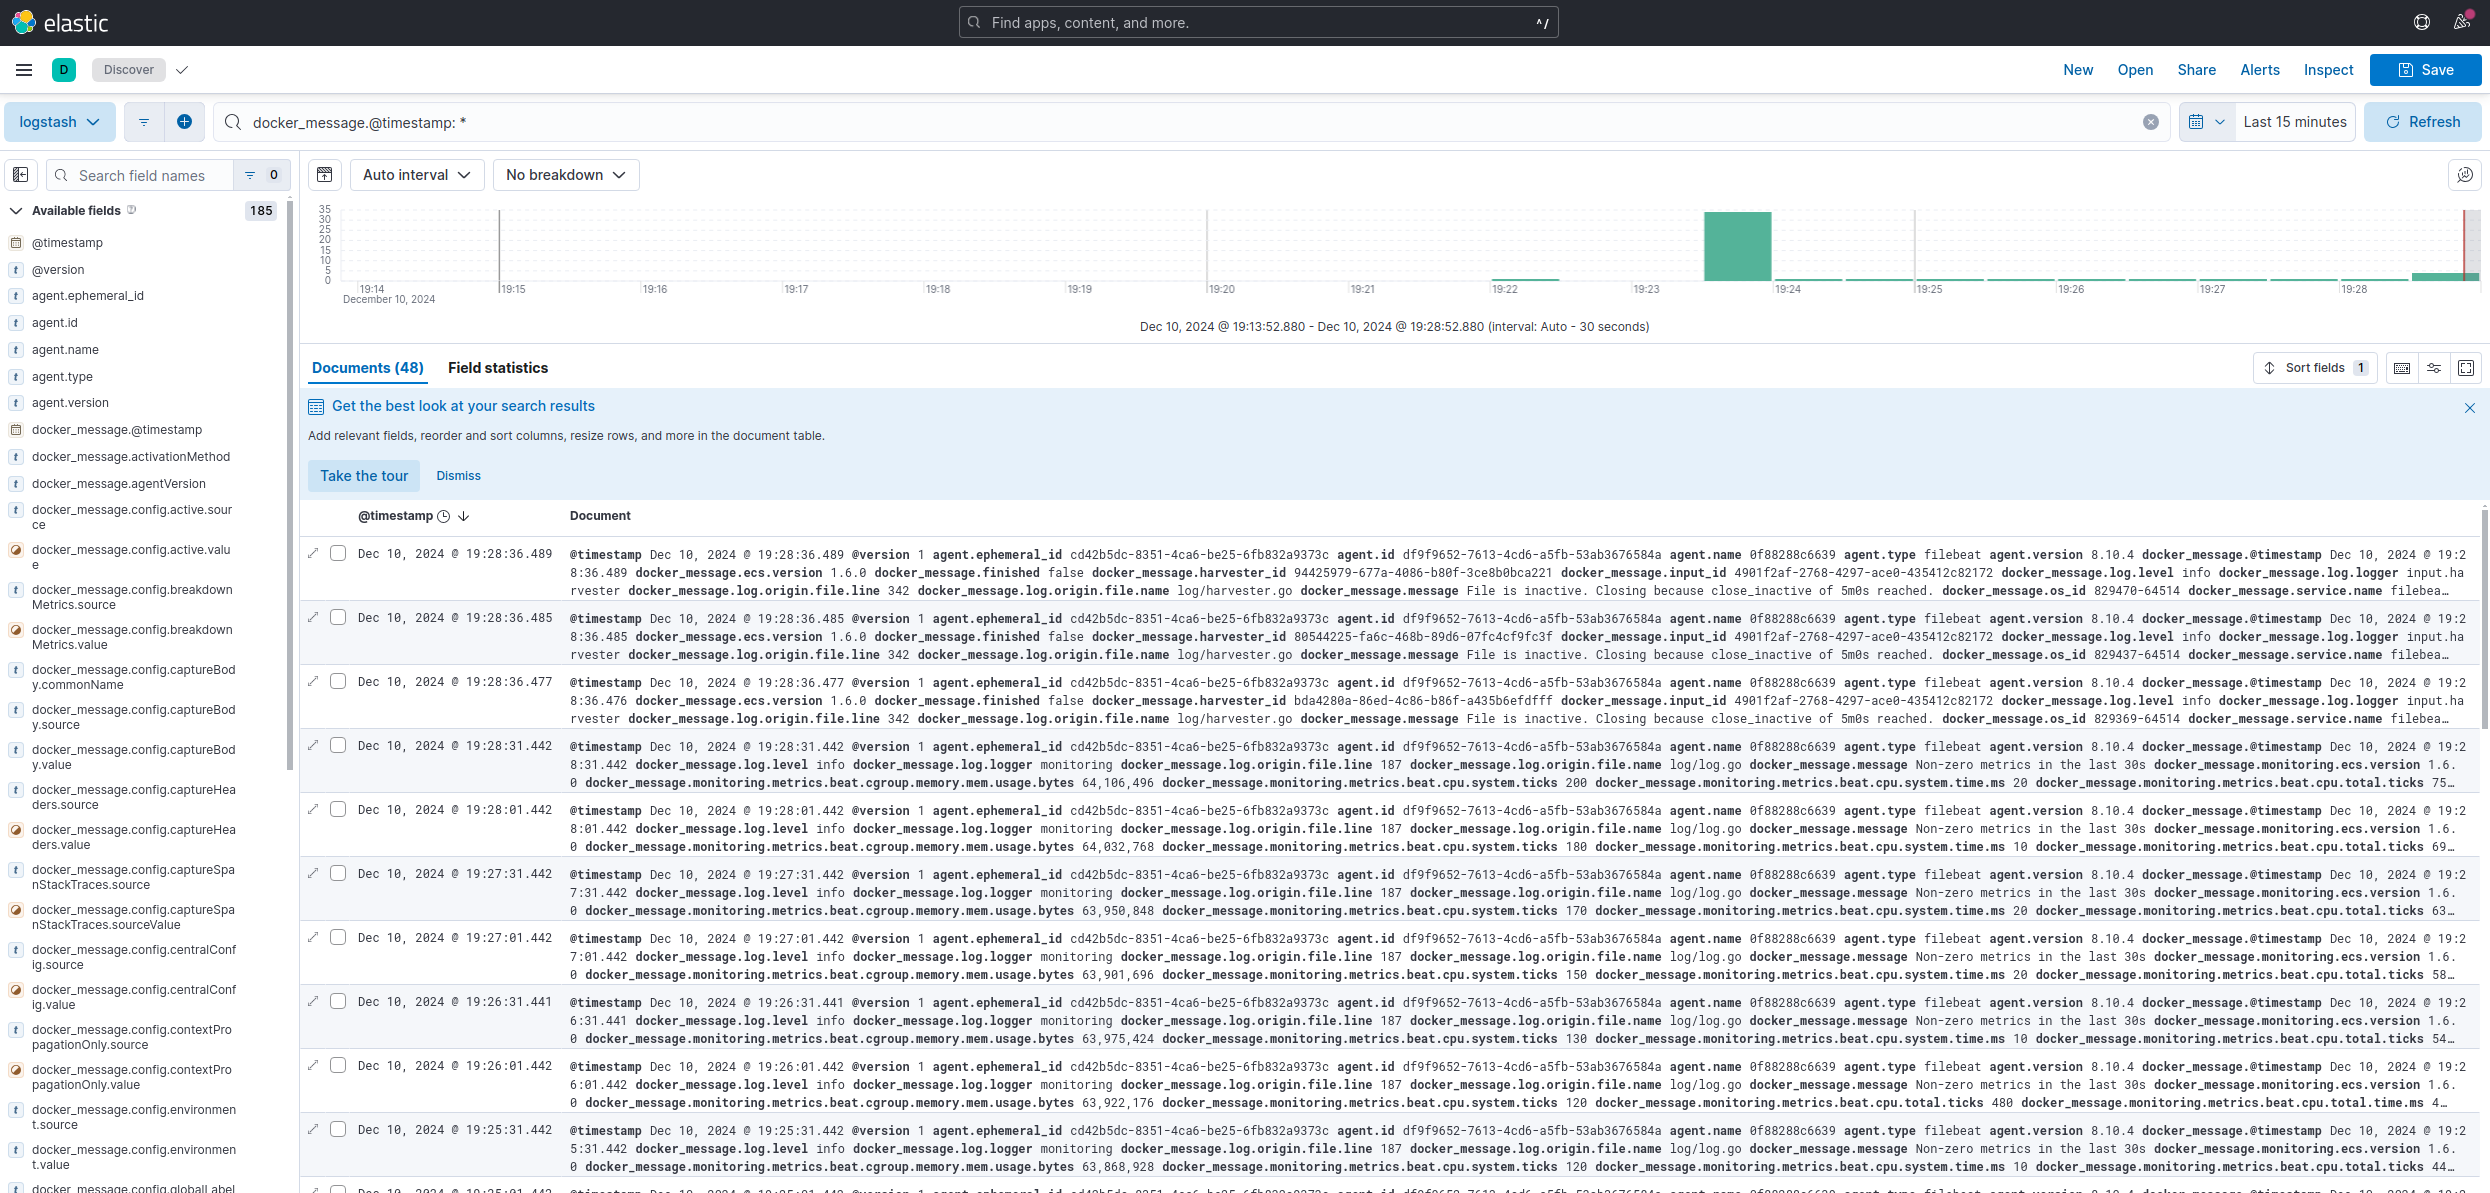 elastic
Find apps, content, and more.
^/
D
Discover
New
Open
Share
Alerts
Inspect
Save
logstash
docker_message.@timestamp: *
Last 15 minutes
Refresh
Search field names
0
Auto interval
No breakdown
Available fields
185
@timestamp
@version
agent.ephemeral_id
agent.id
agent.name
agent.type
agent.version
docker_message.@timestamp
docker_message.activationMethod
docker_message.agentVersion
docker_message.config.active.sour
ce
docker_message.config.active.valu
e
docker_message.config.breakdown
Metrics.source
docker_message.config.breakdown
Metrics.value
docker_message.config.captureBod
y.commonName
docker_message.config.captureBod
y.source
docker_message.config.captureBod
y.value
docker_message.config.captureHea
ders.source
docker_message.config.captureHea
ders.value
docker_message.config.captureSpa
nStackTraces.source
docker_message.config.captureSpa
nStackTraces.sourceValue
docker_message.config.centralConf
ig.source
docker_message.config.centralConf
ig.value
docker_message.config.contextPro
pagationOnly.source
docker_message.config.contextPro
pagationOnly.value
docker_message.config.environmen
t.source
docker_message.config.environmen
t.value
docker_message.config.globalLabel
35
30
25
20
15
10
5
0
19:14
19:15
19:16
19:17
19:18
19:19
19:20
19:21
19:22
19:23
19:24
19:25
19:26
19:27
19:28
December 10, 2024
Dec 10, 2024 @ 19:13:52.880 - Dec 10, 2024 @ 19:28:52.880 (interval: Auto - 30 seconds)
Documents (48)
Field statistics
Sort fields 1
Get the best look at your search results
Add relevant fields, reorder and sort columns, resize rows, and more in the document table.
Take the tour
Dismiss
@timestamp
Document
Dec 10, 2024 @ 19:28:36.489
@timestamp Dec 10, 2024 @ 19:28:36.489 @version 1 agent.ephemeral_id cd42b5dc-8351-4ca6-be25-6fb832a9373c agent.id df9f9652-7613-4cd6-a5fb-53ab3676584a agent.name 0f88288c6639 agent.type filebeat agent.version 8.10.4 docker_message.@timestamp Dec 10, 2024 @ 19:2
8:36.489 docker_message.ecs.version 1.6.0 docker_message.finished false docker_message.harvester_id 94425979-677a-4086-b80f-3ce8b0bca221 docker_message.input_id 4901f2af-2768-4297-ace0-435412c82172 docker_message.log.level info docker_message.log.logger input.ha
rvester docker_message.log.origin.file.line 342 docker_message.log.origin.file.name log/harvester.go docker_message.message File is inactive. Closing because close_inactive of 5m0s reached. docker_message.os_id 829470-64514 docker_message.service.name filebea…
Dec 10, 2024 @ 19:28:36.485
@timestamp Dec 10, 2024 @ 19:28:36.485 @version 1 agent.ephemeral_id cd42b5dc-8351-4ca6-be25-6fb832a9373c agent.id df9f9652-7613-4cd6-a5fb-53ab3676584a agent.name 0f88288c6639 agent.type filebeat agent.version 8.10.4 docker_message.@timestamp Dec 10, 2024 @ 19:2
8:36.485 docker_message.ecs.version 1.6.0 docker_message.finished false docker_message.harvester_id 80544225-fa6c-468b-89d6-07fc4cf9fc3f docker_message.input_id 4901f2af-2768-4297-ace0-435412c82172 docker_message.log.level info docker_message.log.logger input.ha
rvester docker_message.log.origin.file.line 342 docker_message.log.origin.file.name log/harvester.go docker_message.message File is inactive. Closing because close_inactive of 5m0s reached. docker_message.os_id 829437-64514 docker_message.service.name filebea…
Dec 10, 2024 @ 19:28:36.477
@timestamp Dec 10, 2024 @ 19:28:36.477 @version 1 agent.ephemeral_id cd42b5dc-8351-4ca6-be25-6fb832a9373c agent.id df9f9652-7613-4cd6-a5fb-53ab3676584a agent.name 0f88288c6639 agent.type filebeat agent.version 8.10.4 docker_message.@timestamp Dec 10, 2024 @ 19:2
8:36.476 docker_message.ecs.version 1.6.0 docker_message.finished false docker_message.harvester_id bda4280a-86ed-4c86-b86f-a435b6efdfff docker_message.input_id 4901f2af-2768-4297-ace0-435412c82172 docker_message.log.level info docker_message.log.logger input.ha
rvester docker_message.log.origin.file.line 342 docker_message.log.origin.file.name log/harvester.go docker_message.message File is inactive. Closing because close_inactive of 5m0s reached. docker_message.os_id 829369-64514 docker_message.service.name filebea…
Dec 10, 2024 @ 19:28:31.442
@timestamp Dec 10, 2024 @ 19:28:31.442 @version 1 agent.ephemeral_id cd42b5dc-8351-4ca6-be25-6fb832a9373c agent.id df9f9652-7613-4cd6-a5fb-53ab3676584a agent.name 0f88288c6639 agent.type filebeat agent.version 8.10.4 docker_message.@timestamp Dec 10, 2024 @ 19:2
8:31.442 docker_message.log.level info docker_message.log.logger monitoring docker_message.log.origin.file.line 187 docker_message.log.origin.file.name log/log.go docker_message.message Non-zero metrics in the last 30s docker_message.monitoring.ecs.version 1.6.
0 docker_message.monitoring.metrics.beat.cgroup.memory.mem.usage.bytes 64,106,496 docker_message.monitoring.metrics.beat.cpu.system.ticks 200 docker_message.monitoring.metrics.beat.cpu.system.time.ms 20 docker_message.monitoring.metrics.beat.cpu.total.ticks 75…
Dec 10, 2024 @ 19:28:01.442
@timestamp Dec 10, 2024 @ 19:28:01.442 @version 1 agent.ephemeral_id cd42b5dc-8351-4ca6-be25-6fb832a9373c agent.id df9f9652-7613-4cd6-a5fb-53ab3676584a agent.name 0f88288c6639 agent.type filebeat agent.version 8.10.4 docker_message.@timestamp Dec 10, 2024 @ 19:2
8:01.442 docker_message.log.level info docker_message.log.logger monitoring docker_message.log.origin.file.line 187 docker_message.log.origin.file.name log/log.go docker_message.message Non-zero metrics in the last 30s docker_message.monitoring.ecs.version 1.6.
0 docker_message.monitoring.metrics.beat.cgroup.memory.mem.usage.bytes 64,032,768 docker_message.monitoring.metrics.beat.cpu.system.ticks 180 docker_message.monitoring.metrics.beat.cpu.system.time.ms 10 docker_message.monitoring.metrics.beat.cpu.total.ticks 69…
Dec 10, 2024 @ 19:27:31.442
@timestamp Dec 10, 2024 @ 19:27:31.442 @version 1 agent.ephemeral_id cd42b5dc-8351-4ca6-be25-6fb832a9373c agent.id df9f9652-7613-4cd6-a5fb-53ab3676584a agent.name 0f88288c6639 agent.type filebeat agent.version 8.10.4 docker_message.@timestamp Dec 10, 2024 @ 19:2
7:31.442 docker_message.log.level info docker_message.log.logger monitoring docker_message.log.origin.file.line 187 docker_message.log.origin.file.name log/log.go docker_message.message Non-zero metrics in the last 30s docker_message.monitoring.ecs.version 1.6.
0 docker_message.monitoring.metrics.beat.cgroup.memory.mem.usage.bytes 63,950,848 docker_message.monitoring.metrics.beat.cpu.system.ticks 170 docker_message.monitoring.metrics.beat.cpu.system.time.ms 20 docker_message.monitoring.metrics.beat.cpu.total.ticks 63…
Dec 10, 2024 @ 19:27:01.442
@timestamp Dec 10, 2024 @ 19:27:01.442 @version 1 agent.ephemeral_id cd42b5dc-8351-4ca6-be25-6fb832a9373c agent.id df9f9652-7613-4cd6-a5fb-53ab3676584a agent.name 0f88288c6639 agent.type filebeat agent.version 8.10.4 docker_message.@timestamp Dec 10, 2024 @ 19:2
7:01.442 docker_message.log.level info docker_message.log.logger monitoring docker_message.log.origin.file.line 187 docker_message.log.origin.file.name log/log.go docker_message.message Non-zero metrics in the last 30s docker_message.monitoring.ecs.version 1.6.
0 docker_message.monitoring.metrics.beat.cgroup.memory.mem.usage.bytes 63,901,696 docker_message.monitoring.metrics.beat.cpu.system.ticks 150 docker_message.monitoring.metrics.beat.cpu.system.time.ms 20 docker_message.monitoring.metrics.beat.cpu.total.ticks 58…
Dec 10, 2024 @ 19:26:31.441
@timestamp Dec 10, 2024 @ 19:26:31.441 @version 1 agent.ephemeral_id cd42b5dc-8351-4ca6-be25-6fb832a9373c agent.id df9f9652-7613-4cd6-a5fb-53ab3676584a agent.name 0f88288c6639 agent.type filebeat agent.version 8.10.4 docker_message.@timestamp Dec 10, 2024 @ 19:2
6:31.441 docker_message.log.level info docker_message.log.logger monitoring docker_message.log.origin.file.line 187 docker_message.log.origin.file.name log/log.go docker_message.message Non-zero metrics in the last 30s docker_message.monitoring.ecs.version 1.6.
0 docker_message.monitoring.metrics.beat.cgroup.memory.mem.usage.bytes 63,975,424 docker_message.monitoring.metrics.beat.cpu.system.ticks 130 docker_message.monitoring.metrics.beat.cpu.system.time.ms 10 docker_message.monitoring.metrics.beat.cpu.total.ticks 54…
Dec 10, 2024 @ 19:26:01.442
@timestamp Dec 10, 2024 @ 19:26:01.442 @version 1 agent.ephemeral_id cd42b5dc-8351-4ca6-be25-6fb832a9373c agent.id df9f9652-7613-4cd6-a5fb-53ab3676584a agent.name 0f88288c6639 agent.type filebeat agent.version 8.10.4 docker_message.@timestamp Dec 10, 2024 @ 19:2
6:01.442 docker_message.log.level info docker_message.log.logger monitoring docker_message.log.origin.file.line 187 docker_message.log.origin.file.name log/log.go docker_message.message Non-zero metrics in the last 30s docker_message.monitoring.ecs.version 1.6.
0 docker_message.monitoring.metrics.beat.cgroup.memory.mem.usage.bytes 63,922,176 docker_message.monitoring.metrics.beat.cpu.system.ticks 120 docker_message.monitoring.metrics.beat.cpu.total.ticks 480 docker_message.monitoring.metrics.beat.cpu.total.time.ms 4…
Dec 10, 2024 @ 19:25:31.442
@timestamp Dec 10, 2024 @ 19:25:31.442 @version 1 agent.ephemeral_id cd42b5dc-8351-4ca6-be25-6fb832a9373c agent.id df9f9652-7613-4cd6-a5fb-53ab3676584a agent.name 0f88288c6639 agent.type filebeat agent.version 8.10.4 docker_message.@timestamp Dec 10, 2024 @ 19:2
5:31.442 docker_message.log.level info docker_message.log.logger monitoring docker_message.log.origin.file.line 187 docker_message.log.origin.file.name log/log.go docker_message.message Non-zero metrics in the last 30s docker_message.monitoring.ecs.version 1.6.
0 docker_message.monitoring.metrics.beat.cgroup.memory.mem.usage.bytes 63,868,928 docker_message.monitoring.metrics.beat.cpu.system.ticks 120 docker_message.monitoring.metrics.beat.cpu.system.time.ms 10 docker_message.monitoring.metrics.beat.cpu.total.ticks 44…